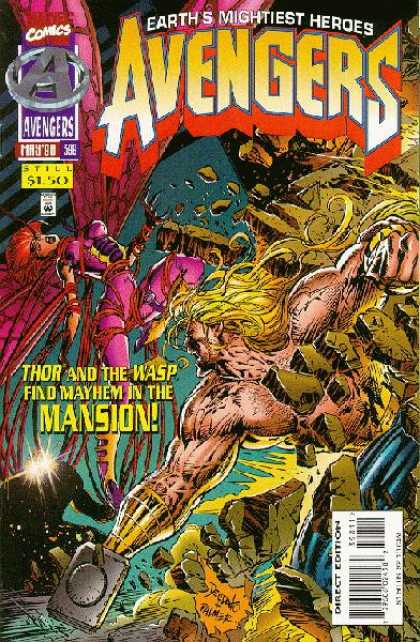 COMICS
A
AVENGERS
EARTH'S MIGHTIEST HEROES
AVENGERS
STILL
$1.50
THOR AND THE WASP
FIND MAYHEM IN THE
MANSION!
DIRECT EDITION
PALMER